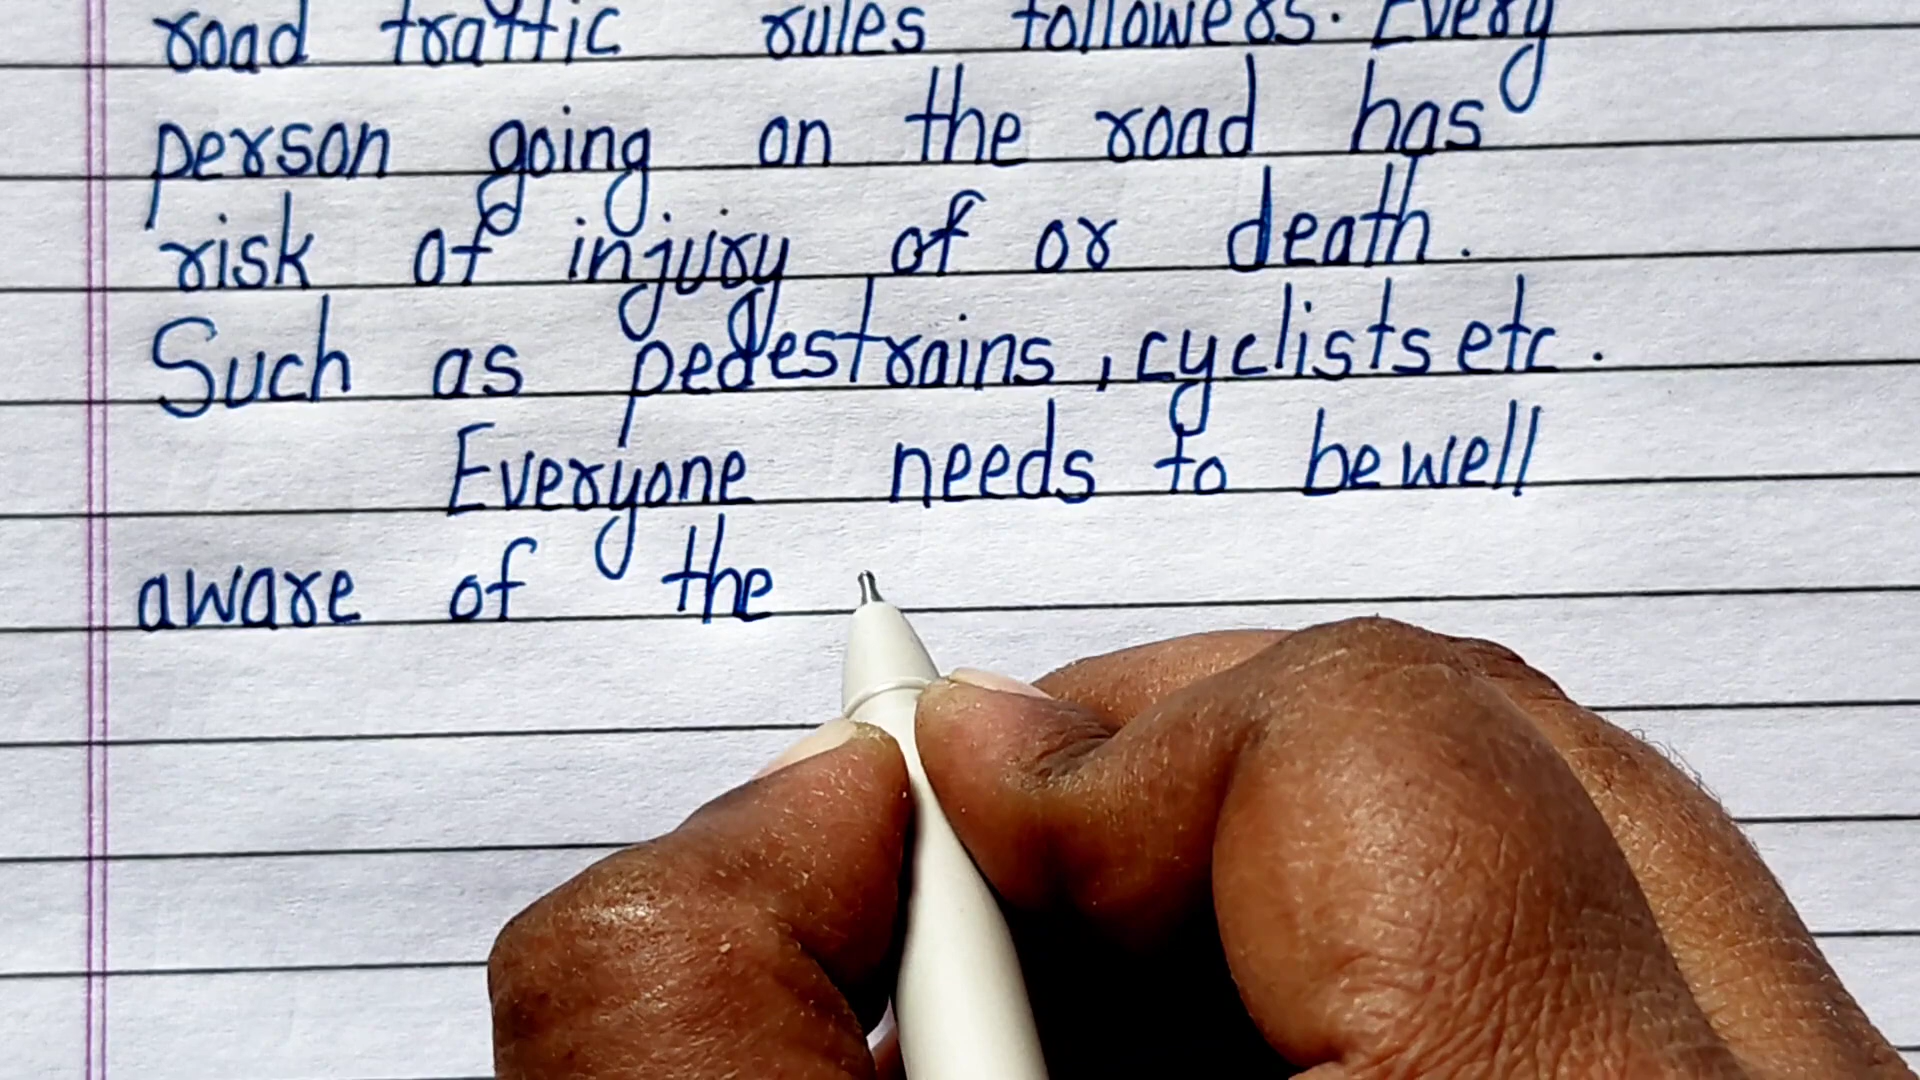 road traffic rules followers. Every
person going on the road has
risk of injury of or death.
Such as pedestrains, cyclists etc.
Everyone needs to be well
aware of the